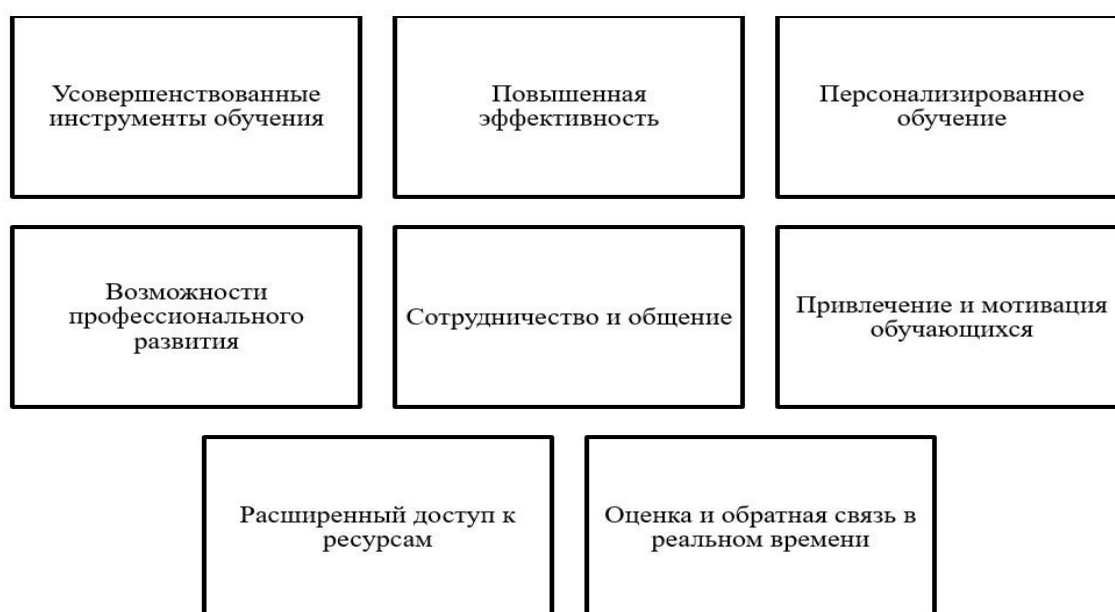 Усовершенствованные
инструменты обучения
Повышенная
эффективность
Персонализированное
обучение
Возможности
профессионального
развития
Сотрудничество и общение
Привлечение и мотивация
обучающихся
Расширенный доступ к
ресурсам
Оценка и обратная связь в
реальном времени